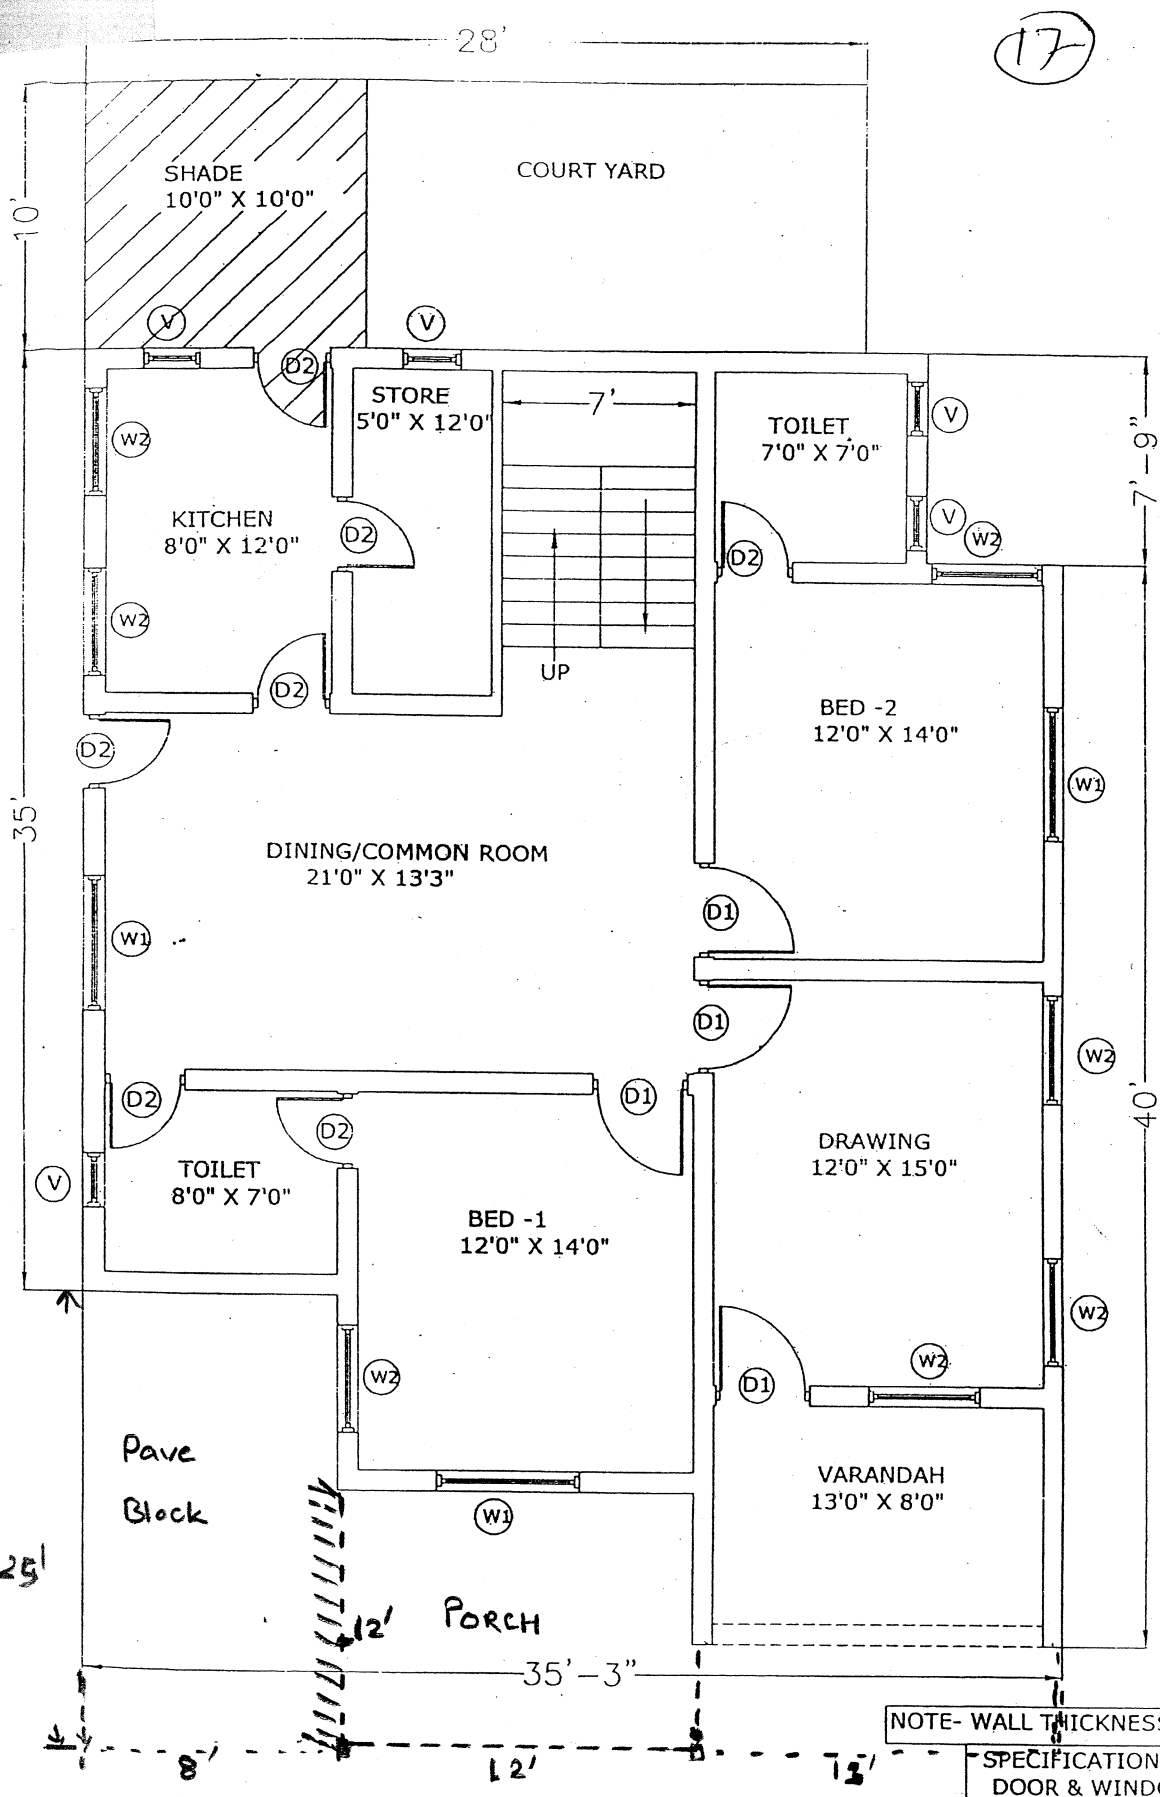 17
28'
SHADE
10'0" X 10'0"
COURT YARD
10'
V
V
D2
STORE
5'0" X 12'0"
7'
TOILET
7'0" X 7'0"
V
7'-9"
W2
KITCHEN
8'0" X 12'0"
D2
V
W2
D2
W2
UP
D2
BED -2
12'0" X 14'0"
D2
W1
35'
DINING/COMMON ROOM
21'0" X 13'3"
D1
W1
D1
W2
D2
D1
D2
40'
DRAWING
12'0" X 15'0"
TOILET
8'0" X 7'0"
V
BED -1
12'0" X 14'0"
W2
W2
W2
D1
Pave
Block
VARANDAH
13'0" X 8'0"
W1
25'
12'
PORCH
35'-3"
NOTE- WALL THICKNESS
8'
12'
SPECIFICATION
DOOR & WINDO